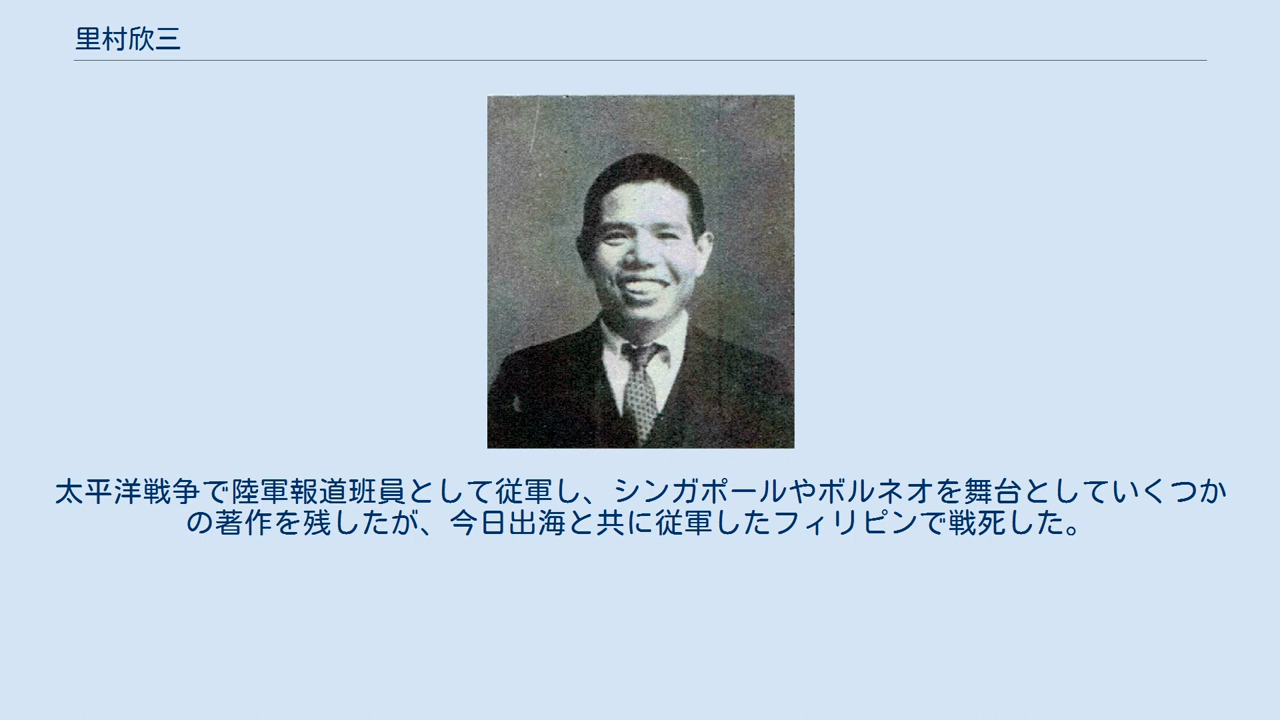 里村欣三
太平洋戦争で陸軍報道班員として従軍し、シンガポールやボルネオを舞台としていくつか
の著作を残したが、今日出海と共に従軍したフィリピンで戦死した。